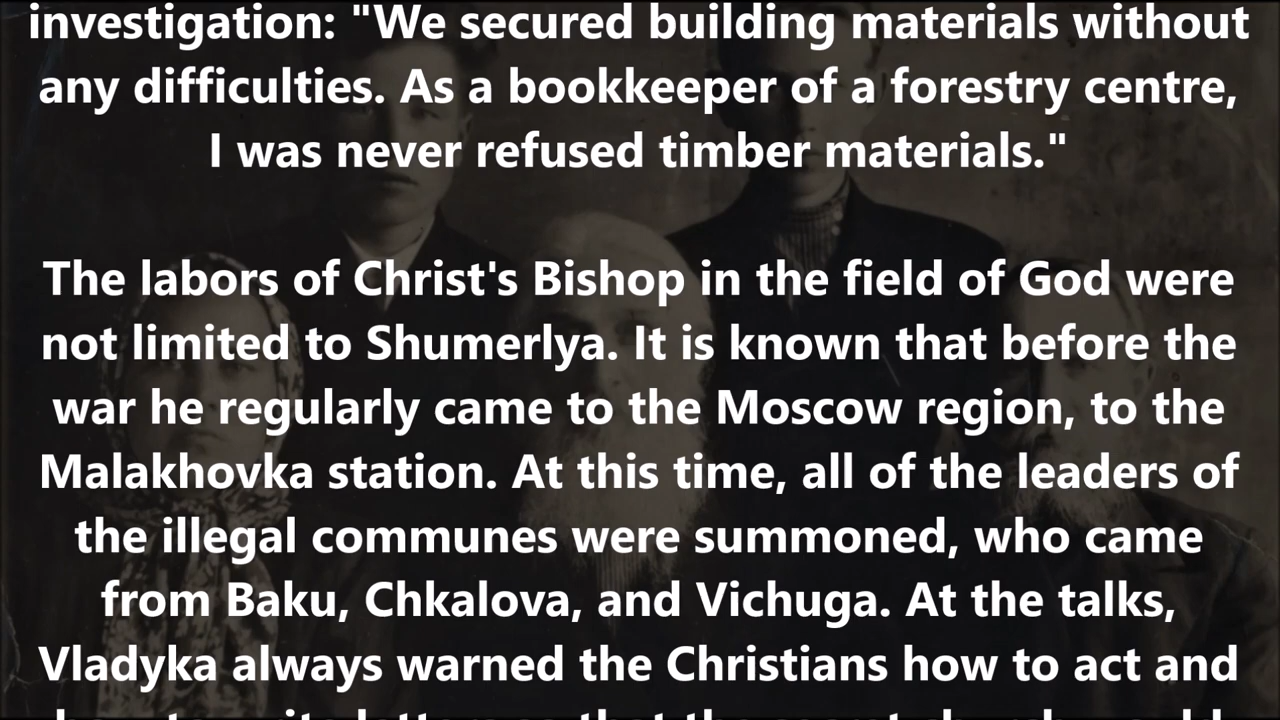 investigation: "We secured building materials without
any difficulties. As a bookkeeper of a forestry centre,
I was never refused timber materials."
The labors of Christ's Bishop in the field of God were
not limited to Shumerlya. It is known that before the
war he regularly came to the Moscow region, to the
Malakhovka station. At this time, all of the leaders of
the illegal communes were summoned, who came
from Baku, Chkalova, and Vichuga. At the talks,
Vladyka always warned the Christians how to act and